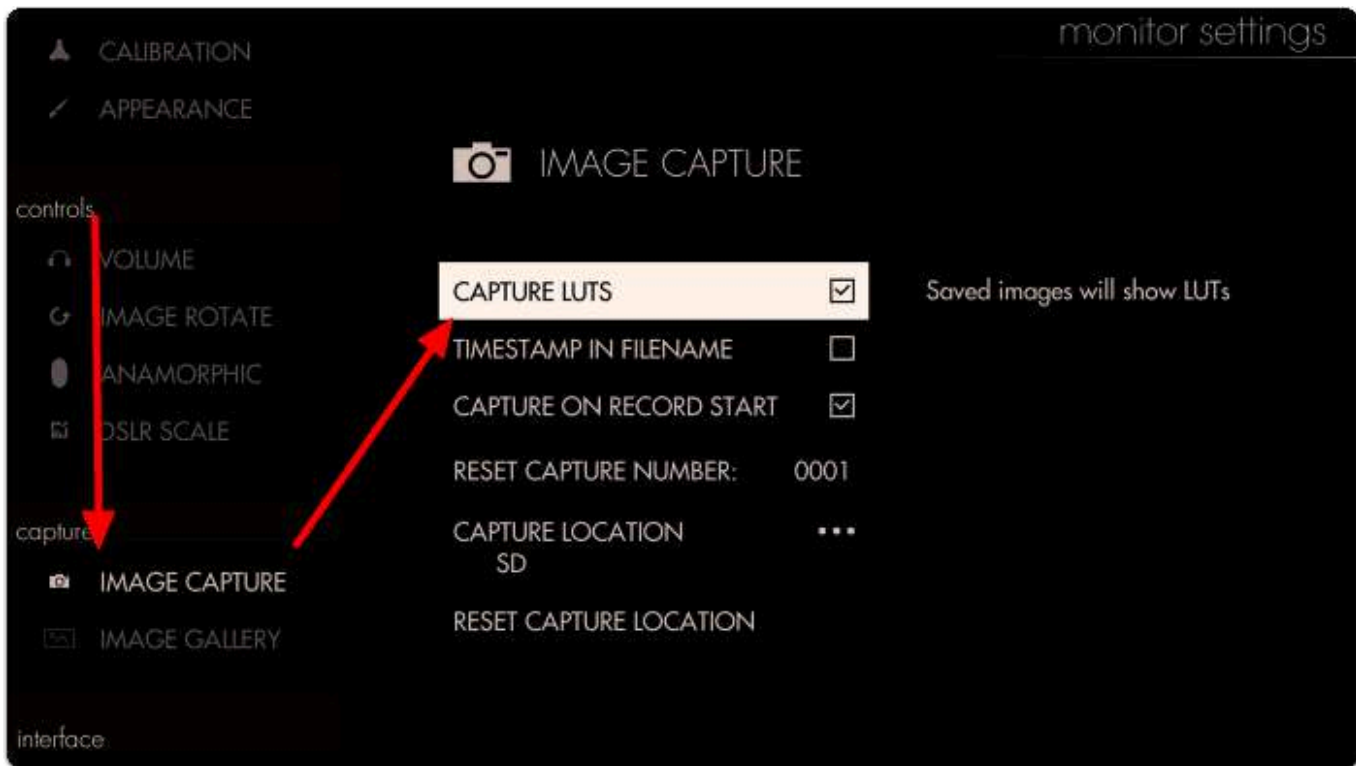 monitor settings
CALIBRATION
APPEARANCE
controls
VOLUME
IMAGE ROTATE
ANAMORPHIC
DSLR SCALE
capture
IMAGE CAPTURE
IMAGE GALLERY
interface
IMAGE CAPTURE
CAPTURE LUTS
Saved images will show LUTs
TIMESTAMP IN FILENAME
CAPTURE ON RECORD START
RESET CAPTURE NUMBER: 0001
CAPTURE LOCATION
SD
RESET CAPTURE LOCATION